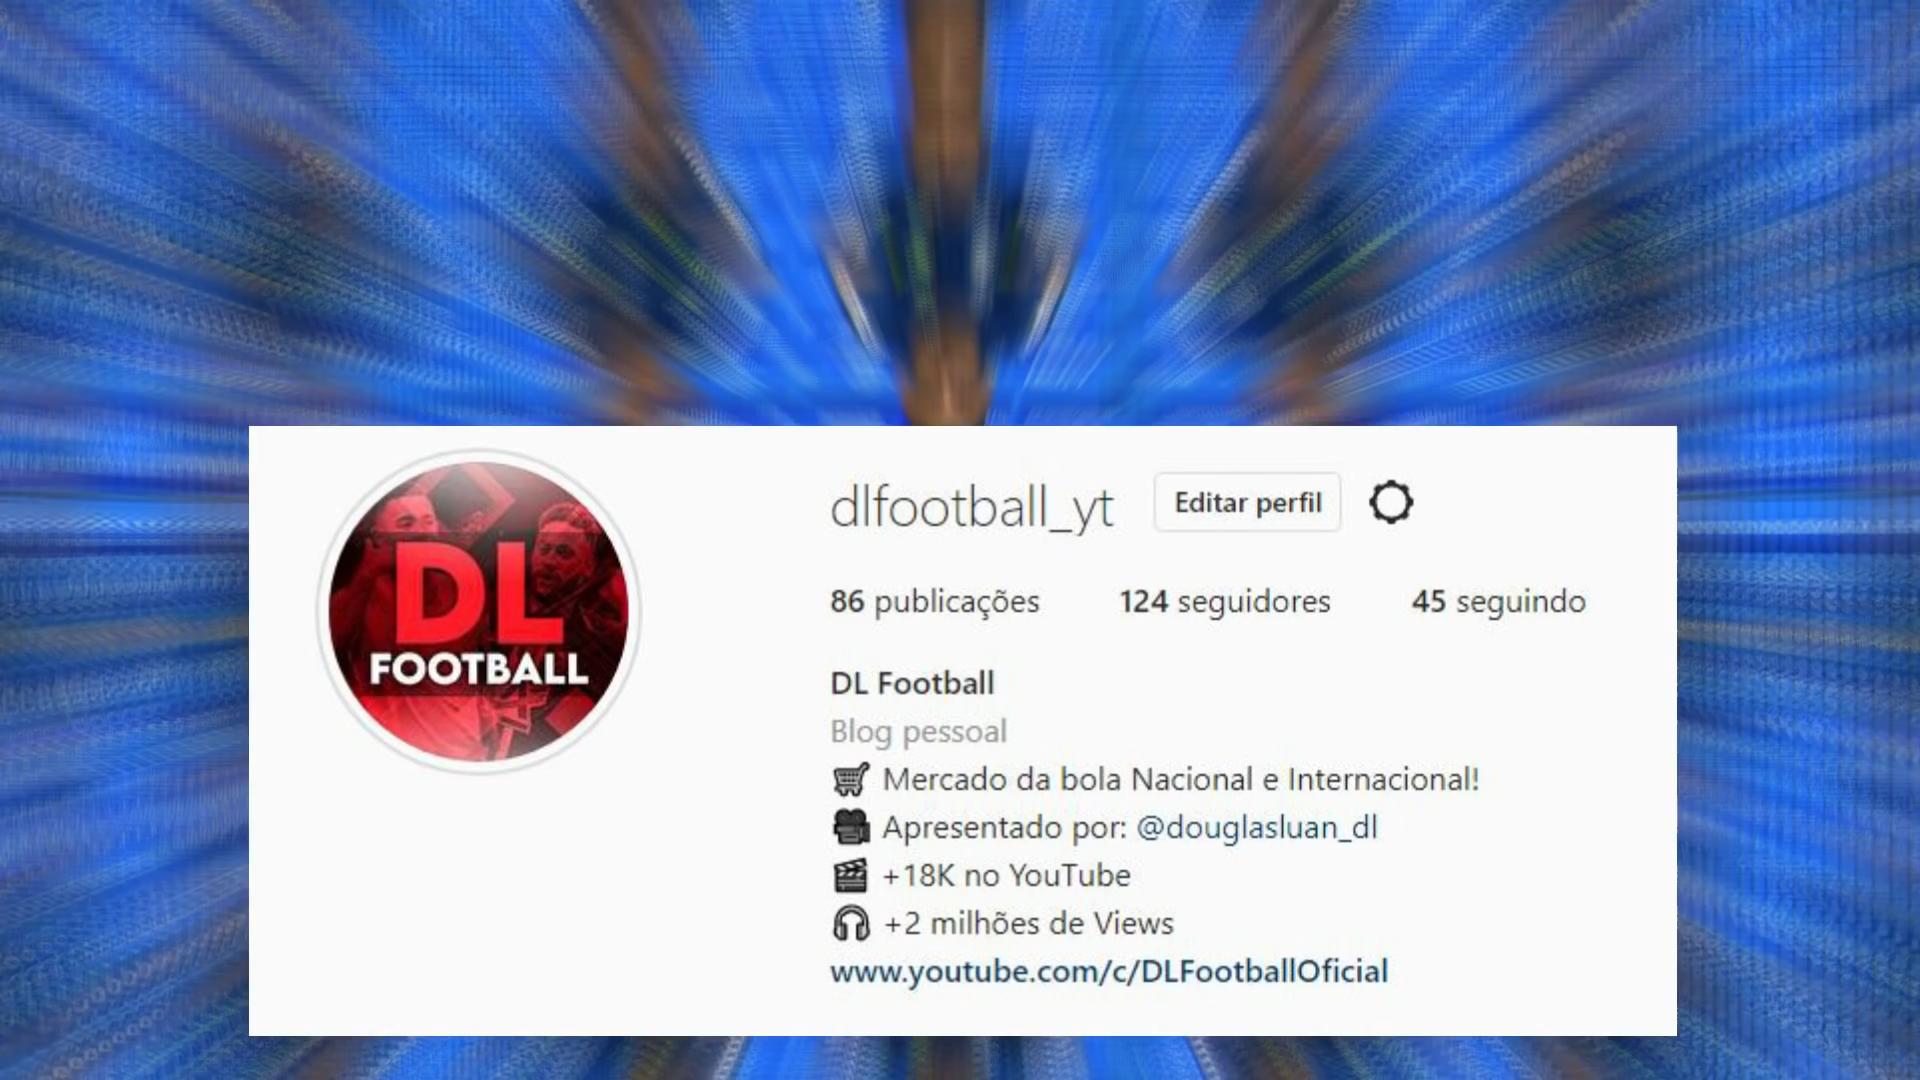 DL
FOOTBALL
dlfootball_yt Editar perfil
86 publicações 124 seguidores 45 seguindo
DL Football
Blog pessoal
Mercado da bola Nacional e Internacional!
Apresentado por: @douglasluan_dl
+18K no YouTube
+2 milhões de Views
www.youtube.com/c/DLFootballOficial